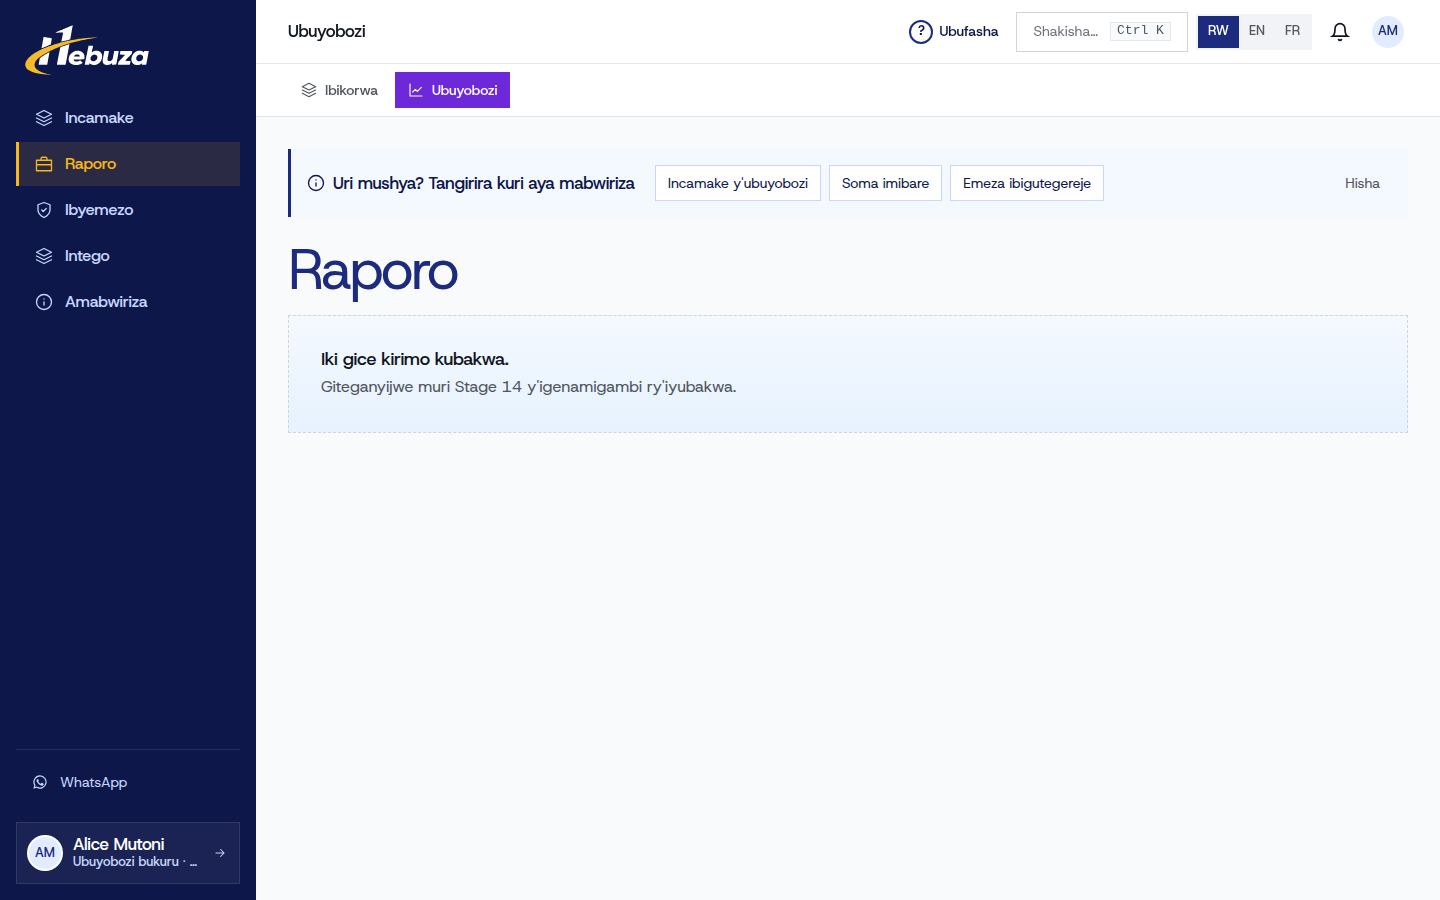 Hebuza
Incamake
Raporo
Ibyemezo
Intego
Amabwiriza
WhatsApp
AM
Alice Mutoni
Ubuyobozi bukuru · …
Ubuyobozi
? Ubufasha
Shakisha… Ctrl K
RW EN FR
AM
Ibikorwa
Ubuyobozi
Uri mushya? Tangirira kuri aya mabwiriza
Incamake y'ubuyobozi
Soma imibare
Emeza ibigutegereje
Hisha
Raporo
Iki gice kirimo kubakwa.
Giteganyijwe muri Stage 14 y'igenamigambi ry'iyubakwa.